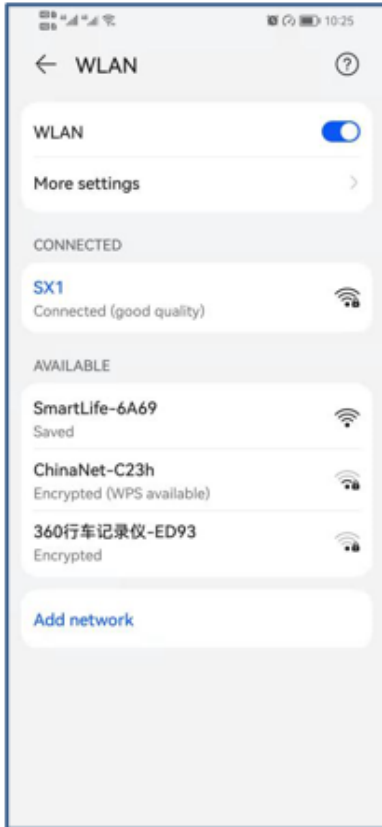 10:25
WLAN
WLAN
More settings
CONNECTED
SX1
Connected (good quality)
AVAILABLE
SmartLife-6A69
Saved
ChinaNet-C23h
Encrypted (WPS available)
360行车记录仪-ED93
Encrypted
Add network